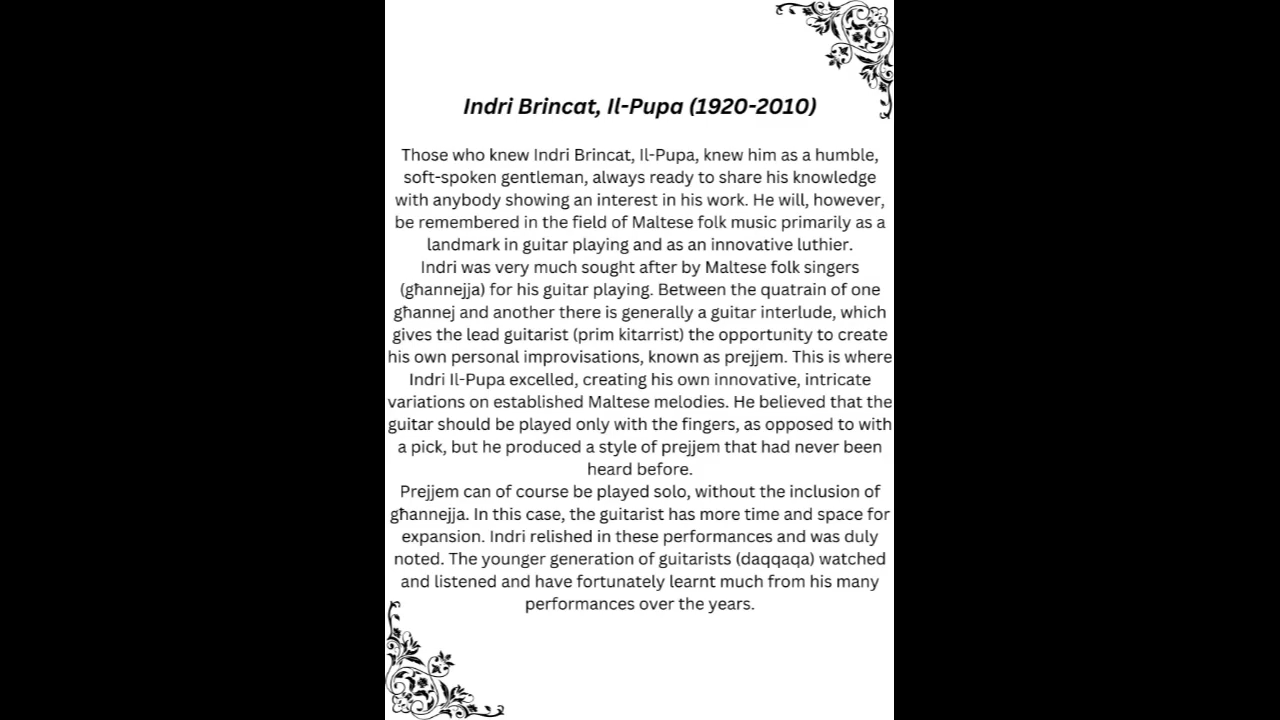 Indri Brincat, Il-Pupa (1920-2010)
Those who knew Indri Brincat, Il-Pupa, knew him as a humble,
soft-spoken gentleman, always ready to share his knowledge
with anybody showing an interest in his work. He will, however,
be remembered in the field of Maltese folk music primarily as a
landmark in guitar playing and as an innovative luthier.
Indri was very much sought after by Maltese folk singers
(għannejja) for his guitar playing. Between the quatrain of one
għannej and another there is generally a guitar interlude, which
gives the lead guitarist (prim kitarrist) the opportunity to create
his own personal improvisations, known as prejjem. This is where
Indri Il-Pupa excelled, creating his own innovative, intricate
variations on established Maltese melodies. He believed that the
guitar should be played only with the fingers, as opposed to with
a pick, but he produced a style of prejjem that had never been
heard before.
Prejjem can of course be played solo, without the inclusion of
għannejja. In this case, the guitarist has more time and space for
expansion. Indri relished in these performances and was duly
noted. The younger generation of guitarists (daqqaqa) watched
and listened and have fortunately learnt much from his many
performances over the years.